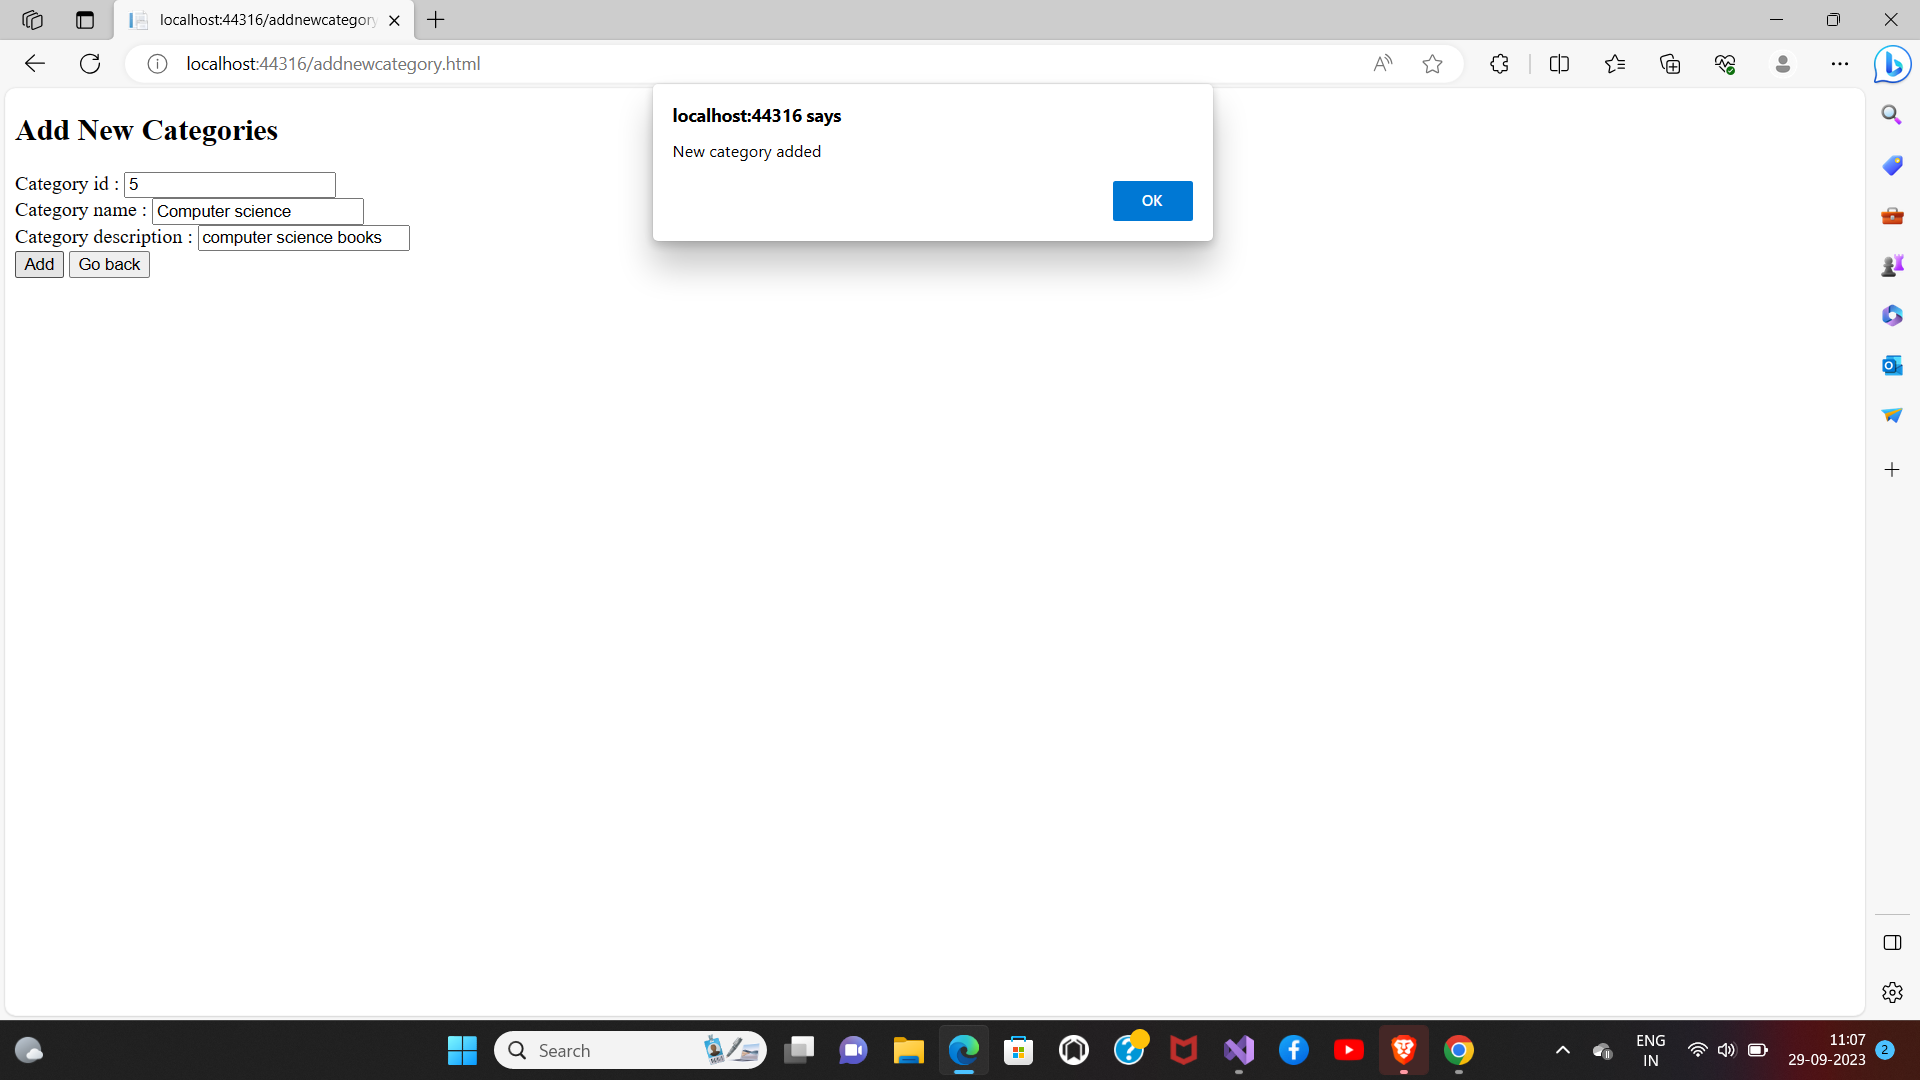 localhost:44316/addnewcategory
localhost:44316/addnewcategory.html
localhost:44316 says
New category added
OK
Add New Categories
Category id : 5
Category name : Computer science
Category description : computer science books
Add Go back
Search
ENG
IN
11:07
29-09-2023
2